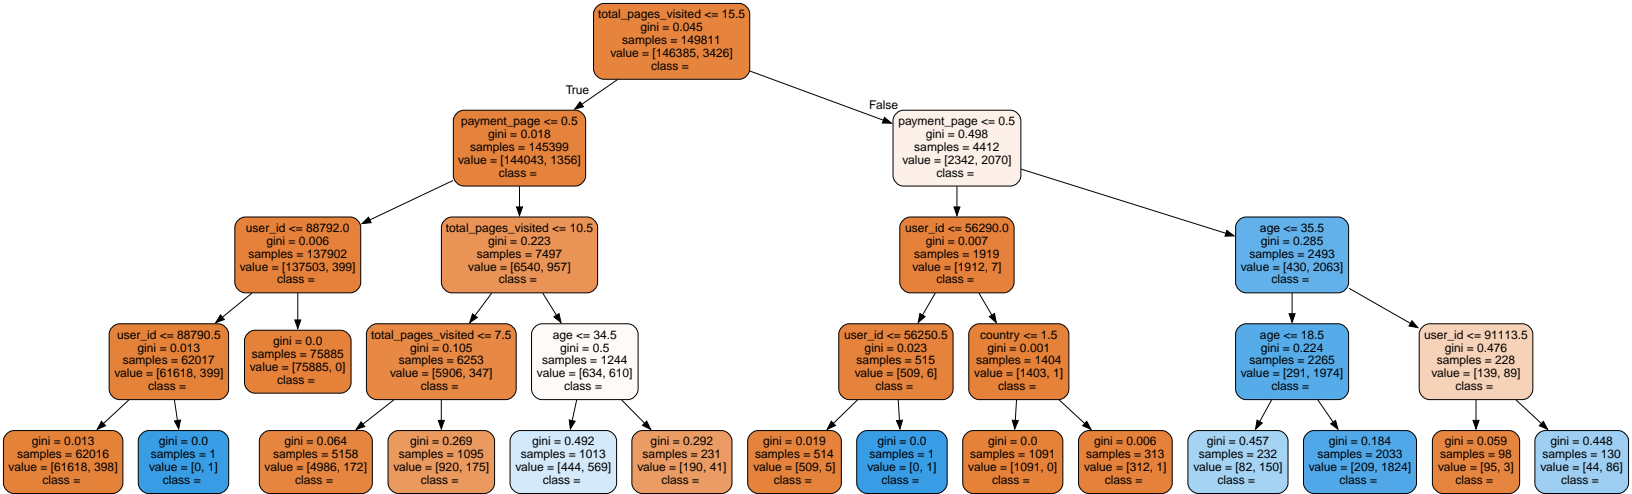 total_pages_visited <= 15.5
gini = 0.045
samples = 149811
value = [146385, 3426]
class =
True
False
payment_page <= 0.5
gini = 0.018
samples = 145399
value = [144043, 1356]
class =
payment_page <= 0.5
gini = 0.498
samples = 4412
value = [2342, 2070]
class =
user_id <= 88792.0
gini = 0.006
samples = 137902
value = [137503, 399]
class =
total_pages_visited <= 10.5
gini = 0.223
samples = 7497
value = [6540, 957]
class =
user_id <= 56290.0
gini = 0.007
samples = 1919
value = [1912, 7]
class =
age <= 35.5
gini = 0.285
samples = 2493
value = [430, 2063]
class =
user_id <= 88790.5
gini = 0.013
samples = 62017
value = [61618, 399]
class =
gini = 0.0
samples = 75885
value = [75885, 0]
class =
total_pages_visited <= 7.5
gini = 0.105
samples = 6253
value = [5906, 347]
class =
age <= 34.5
gini = 0.5
samples = 1244
value = [634, 610]
class =
user_id <= 56250.5
gini = 0.023
samples = 515
value = [509, 6]
class =
country <= 1.5
gini = 0.001
samples = 1404
value = [1403, 1]
class =
age <= 18.5
gini = 0.224
samples = 2265
value = [291, 1974]
class =
user_id <= 91113.5
gini = 0.476
samples = 228
value = [139, 89]
class =
gini = 0.013
samples = 62016
value = [61618, 398]
class =
gini = 0.0
samples = 1
value = [0, 1]
class =
gini = 0.064
samples = 5158
value = [4986, 172]
class =
gini = 0.269
samples = 1095
value = [920, 175]
class =
gini = 0.492
samples = 1013
value = [444, 569]
class =
gini = 0.292
samples = 231
value = [190, 41]
class =
gini = 0.019
samples = 514
value = [509, 5]
class =
gini = 0.0
samples = 1
value = [0, 1]
class =
gini = 0.0
samples = 1091
value = [1091, 0]
class =
gini = 0.006
samples = 313
value = [312, 1]
class =
gini = 0.457
samples = 232
value = [82, 150]
class =
gini = 0.184
samples = 2033
value = [209, 1824]
class =
gini = 0.059
samples = 98
value = [95, 3]
class =
gini = 0.448
samples = 130
value = [44, 86]
class =